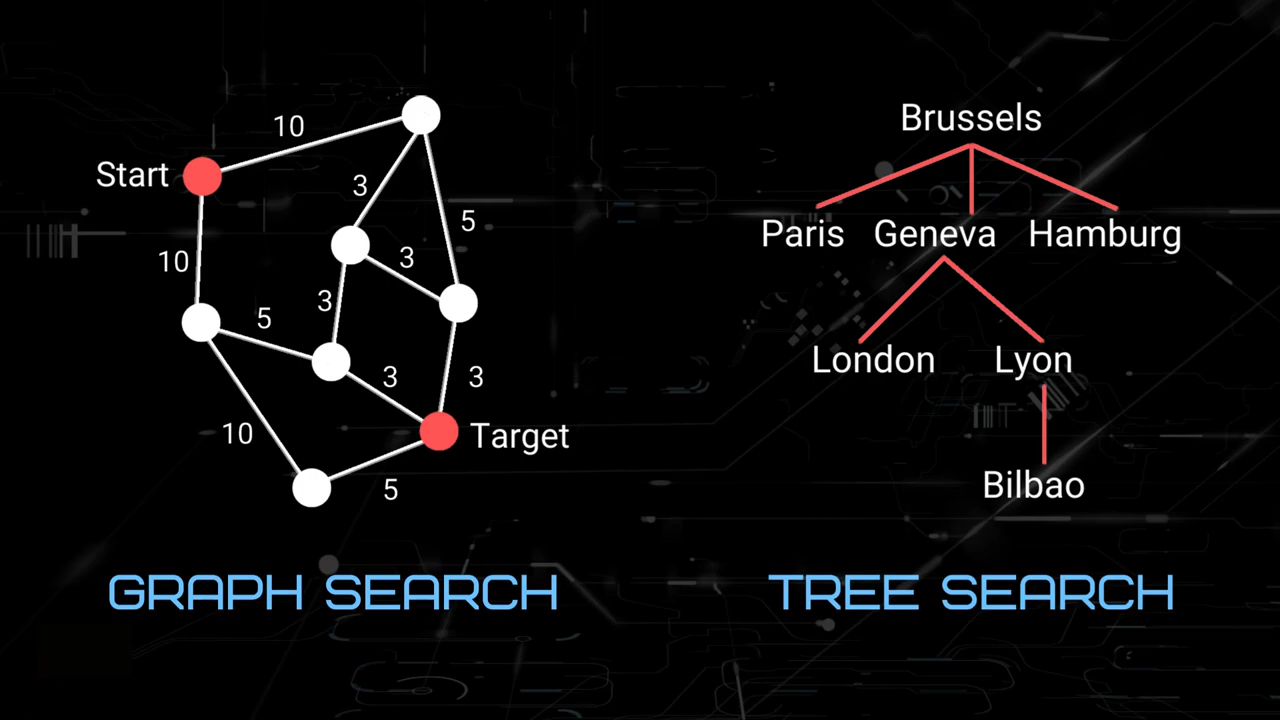 10
Start
3
5
10
3
3
5
3
3
10
Target
5
GRAPH SEARCH
Brussels
Paris Geneva Hamburg
London Lyon
Bilbao
TREE SEARCH